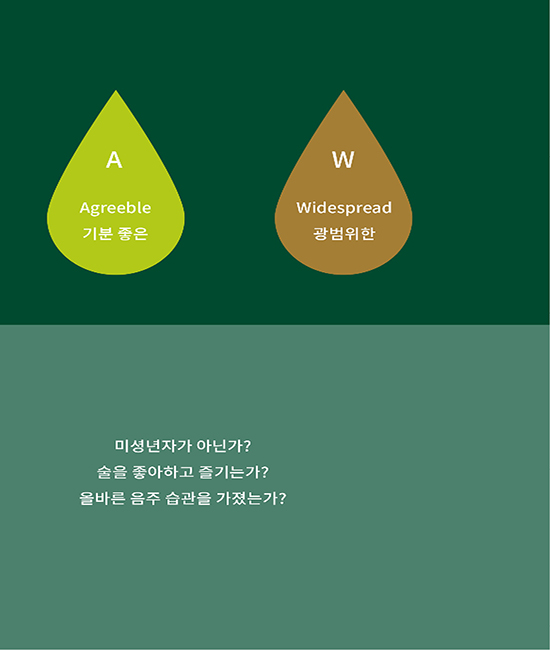 A
Agreeble
기분 좋은
W
Widespread
광범위한
미셩년자가 아닌가?
술을 좋아하고 즐기는가?
올바른 음주 습관을 가졌는가?